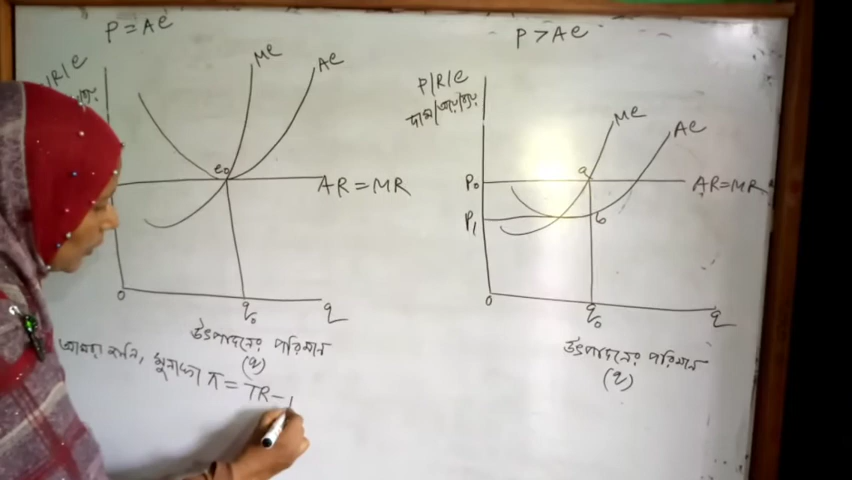 P = AC
MC
AC
e₀
AR = MR
0
q₀
q
উৎপাদনের পরিমান
(q)
আমরা জানি, মুনাফা π = TR -
P > AC
P/R/C
দাম/আয়/ব্যয়
MC
AC
P₀
a
AR = MR
P₁
b
0
q₀
q
উৎপাদনের পরিমান
(q)